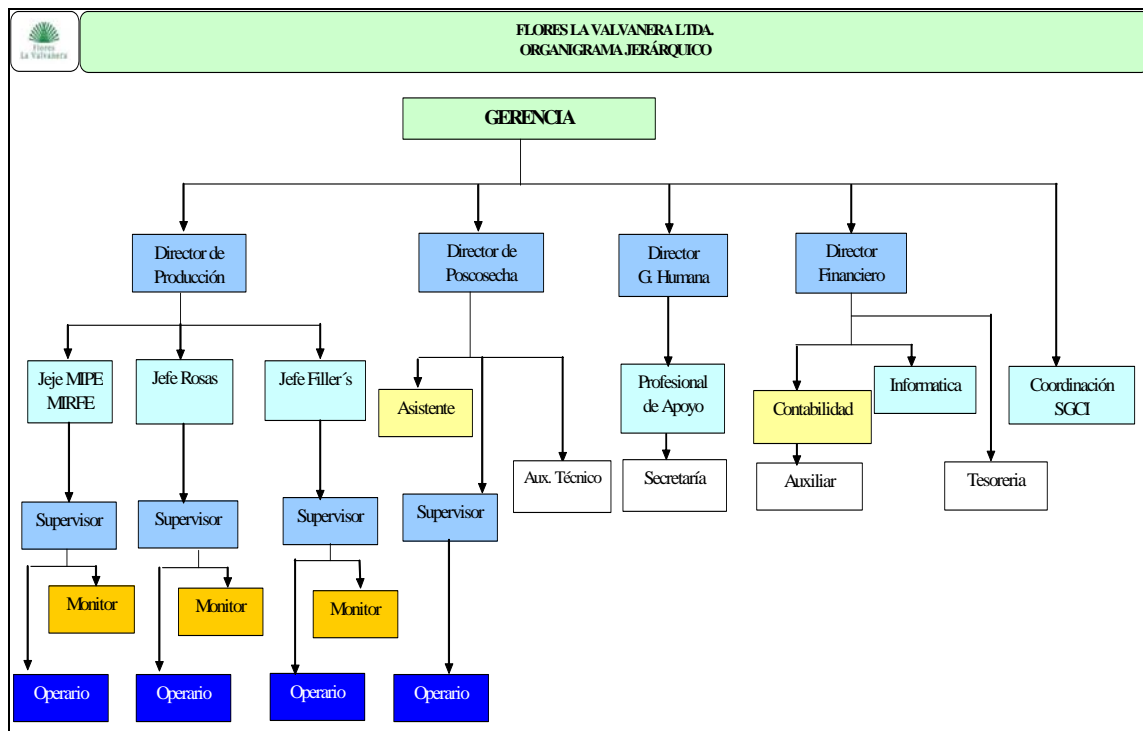 Flores
La Valvanera
FLORES LA VALVANERA LTDA.
ORGANIGRAMA JERÁRQUICO
GERENCIA
Director de
Producción
Director de
Poscosecha
Director
G. Humana
Director
Financiero
Jeje MIPE
MIRFE
Jefe Rosas
Jefe Filler´s
Asistente
Profesional
de Apoyo
Contabilidad
Informatica
Coordinación
SGCI
Aux. Técnico
Secretaría
Auxiliar
Tesoreria
Supervisor
Supervisor
Supervisor
Supervisor
Monitor
Monitor
Monitor
Operario
Operario
Operario
Operario